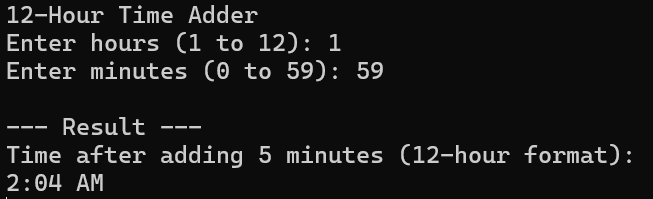 12-Hour Time Adder
Enter hours (1 to 12): 1
Enter minutes (0 to 59): 59
--- Result ---
Time after adding 5 minutes (12-hour format):
2:04 AM